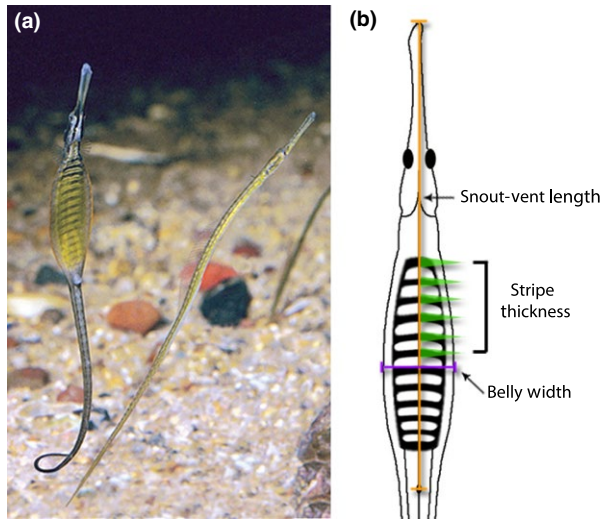 (a)
(b)
Snout-vent length
Stripe
thickness
Belly width